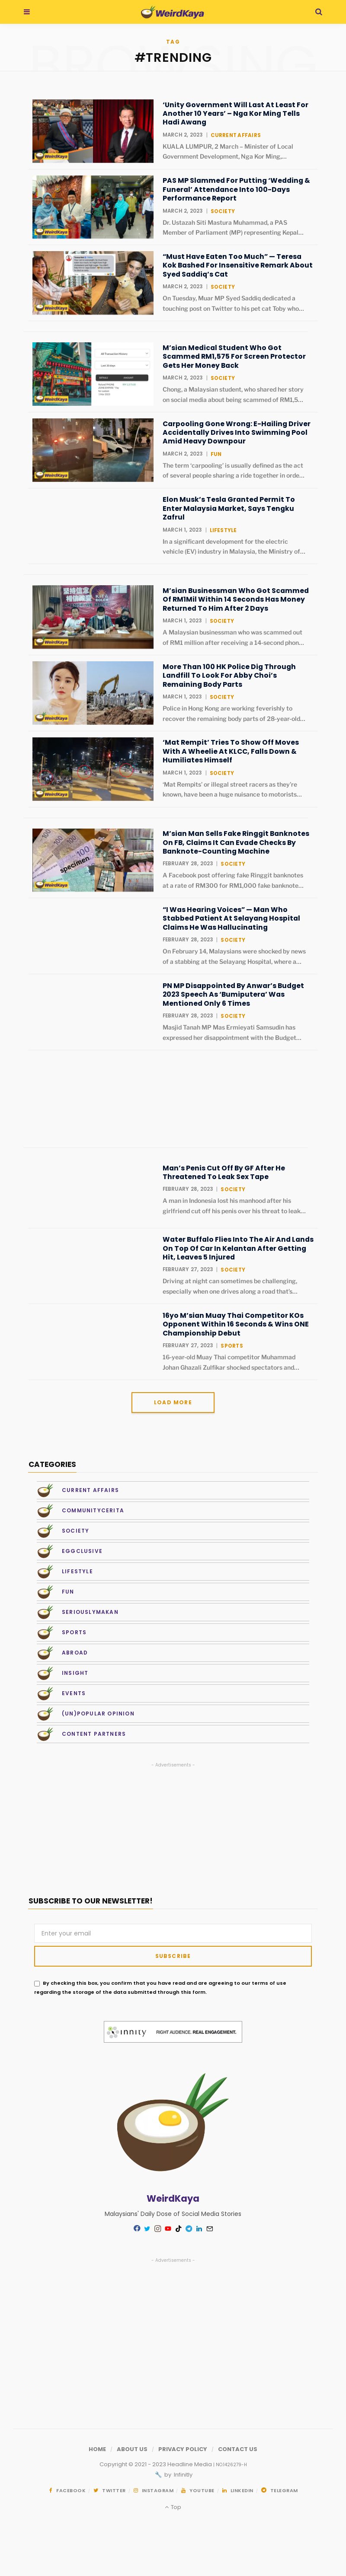 WeirdKaya
TAG
#TRENDING
'Unity Government Will Last At Least For
Another 10 Years' – Nga Kor Ming Tells
Hadi Awang
MARCH 2, 2023 | CURRENT AFFAIRS
KUALA LUMPUR, 2 March – Minister of Local
Government Development, Nga Kor Ming,...
PAS MP Slammed For Putting 'Wedding &
Funeral' Attendance Into 100-Days
Performance Report
MARCH 2, 2023 | SOCIETY
Dr. Ustazah Siti Mastura Muhammad, a PAS
Member of Parliament (MP) representing Kepal...
"Must Have Eaten Too Much" — Teresa
Kok Bashed For Insensitive Remark About
Syed Saddiq's Cat
MARCH 2, 2023 | SOCIETY
On Tuesday, Muar MP Syed Saddiq dedicated a
touching post on Twitter to his pet cat Toby who...
M'sian Medical Student Who Got
Scammed RM1,575 For Screen Protector
Gets Her Money Back
MARCH 2, 2023 | SOCIETY
Chong, a Malaysian student, who shared her story
on social media about being scammed of RM1,5...
Carpooling Gone Wrong: E-Hailing Driver
Accidentally Drives Into Swimming Pool
Amid Heavy Downpour
MARCH 2, 2023 | FUN
The term 'carpooling' is usually defined as the act
of several people sharing a ride together in orde...
Elon Musk's Tesla Granted Permit To
Enter Malaysia Market, Says Tengku
Zafrul
MARCH 1, 2023 | LIFESTYLE
In a significant development for the electric
vehicle (EV) industry in Malaysia, the Ministry of...
M'sian Businessman Who Got Scammed
Of RM1Mil Within 14 Seconds Has Money
Returned To Him After 2 Days
MARCH 1, 2023 | SOCIETY
A Malaysian businessman who was scammed out
of RM1 million after receiving a 14-second phon...
More Than 100 HK Police Dig Through
Landfill To Look For Abby Choi's
Remaining Body Parts
MARCH 1, 2023 | SOCIETY
Police in Hong Kong are working feverishly to
recover the remaining body parts of 28-year-old...
'Mat Rempit' Tries To Show Off Moves
With A Wheelie At KLCC, Falls Down &
Humiliates Himself
MARCH 1, 2023 | SOCIETY
'Mat Rempits' or illegal street racers as they're
known, have been a huge nuisance to motorists...
M'sian Man Sells Fake Ringgit Banknotes
On FB, Claims It Can Evade Checks By
Banknote-Counting Machine
FEBRUARY 28, 2023 | SOCIETY
A Facebook post offering fake Ringgit banknotes
at a rate of RM300 for RM1,000 fake banknote...
"I Was Hearing Voices" — Man Who
Stabbed Patient At Selayang Hospital
Claims He Was Hallucinating
FEBRUARY 28, 2023 | SOCIETY
On February 14, Malaysians were shocked by news
of a stabbing at the Selayang Hospital, where a...
PN MP Disappointed By Anwar's Budget
2023 Speech As 'Bumiputera' Was
Mentioned Only 6 Times
FEBRUARY 28, 2023 | SOCIETY
Masjid Tanah MP Mas Ermieyati Samsudin has
expressed her disappointment with the Budget...
Man's Penis Cut Off By GF After He
Threatened To Leak Sex Tape
FEBRUARY 28, 2023 | SOCIETY
A man in Indonesia lost his manhood after his
girlfriend cut off his penis over his threat to leak...
Water Buffalo Flies Into The Air And Lands
On Top Of Car In Kelantan After Getting
Hit, Leaves 5 Injured
FEBRUARY 27, 2023 | SOCIETY
Driving at night can sometimes be challenging,
especially when one drives along a road that's...
16yo M'sian Muay Thai Competitor KOs
Opponent Within 16 Seconds & Wins ONE
Championship Debut
FEBRUARY 27, 2023 | SPORTS
16-year-old Muay Thai competitor Muhammad
Johan Ghazali Zulfikar shocked spectators and...
LOAD MORE
CATEGORIES
CURRENT AFFAIRS
COMMUNITYCERITA
SOCIETY
EGGCLUSIVE
LIFESTYLE
FUN
SERIOUSLYMAKAN
SPORTS
ABROAD
INSIGHT
EVENTS
(UN)POPULAR OPINION
CONTENT PARTNERS
- Advertisements -
SUBSCRIBE TO OUR NEWSLETTER!
Enter your email
SUBSCRIBE
By checking this box, you confirm that you have read and are agreeing to our terms of use
regarding the storage of the data submitted through this form.
innity RIGHT AUDIENCE. REAL ENGAGEMENT.
WeirdKaya
Malaysians' Daily Dose of Social Media Stories
- Advertisements -
HOME | ABOUT US | PRIVACY POLICY | CONTACT US
Copyright © 2021 - 2023 Headline Media |
by infinity
FACEBOOK TWITTER INSTAGRAM YOUTUBE LINKEDIN TELEGRAM
Top